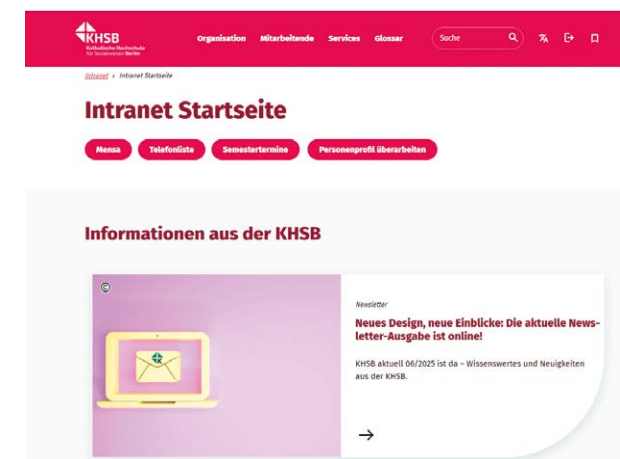 KHSB
Katholische Hochschule
für Sozialwesen Berlin
Organisation Mitarbeitende Services Glossar Suche
Intranet > Intranet Startseite
Intranet Startseite
Mensa Telefonliste Semestertermine Personenprofil überarbeiten
Informationen aus der KHSB
©
Newsletter
Neues Design, neue Einblicke: Die aktuelle News-
letter-Ausgabe ist online!
KHSB aktuell 06/2025 ist da – Wissenswertes und Neuigkeiten
aus der KHSB.